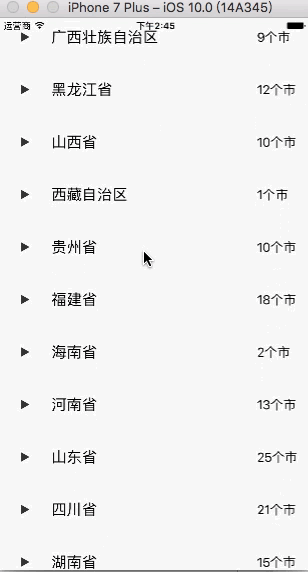 iPhone 7 Plus – iOS 10.0 (14A345)
运营商 下午2:45
广西壮族自治区 9个市
黑龙江省 12个市
山西省 10个市
西藏自治区 1个市
贵州省 10个市
福建省 18个市
海南省 2个市
河南省 13个市
山东省 25个市
四川省 21个市
湖南省 15个市